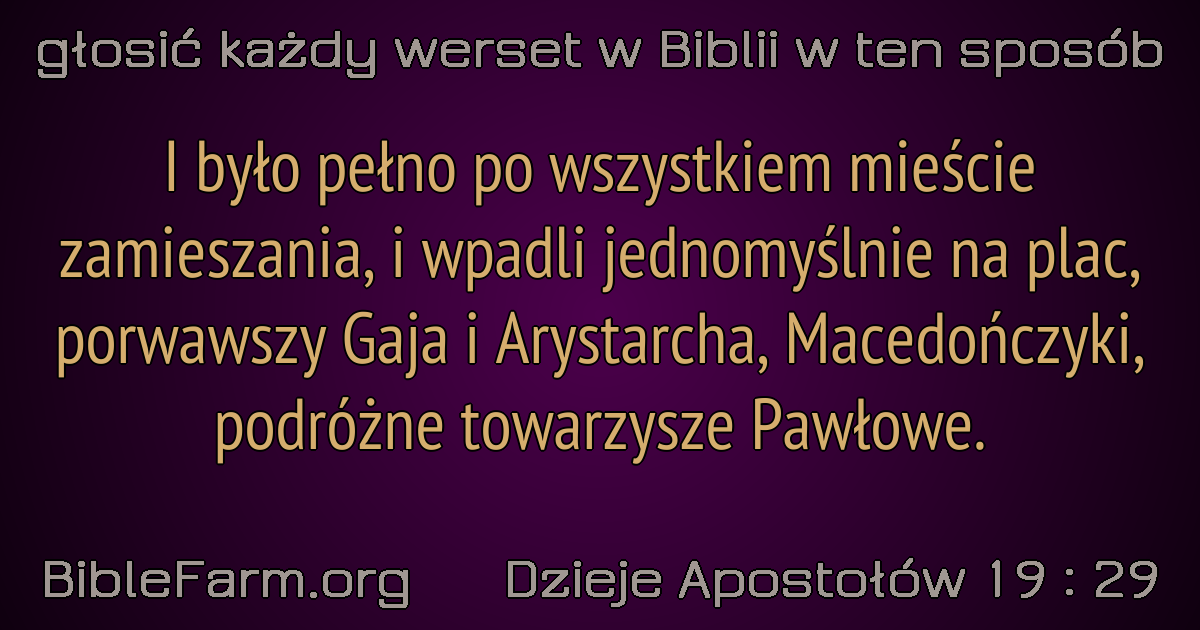 głosić każdy werset w Biblii w ten sposób
I było pełno po wszystkiem mieście
zamieszania, i wpadli jednomyślnie na plac,
porwawszy Gaja i Arystarcha, Macedończyki,
podróżne towarzysze Pawłowe.
BibleFarm.org Dzieje Apostołów 19 : 29